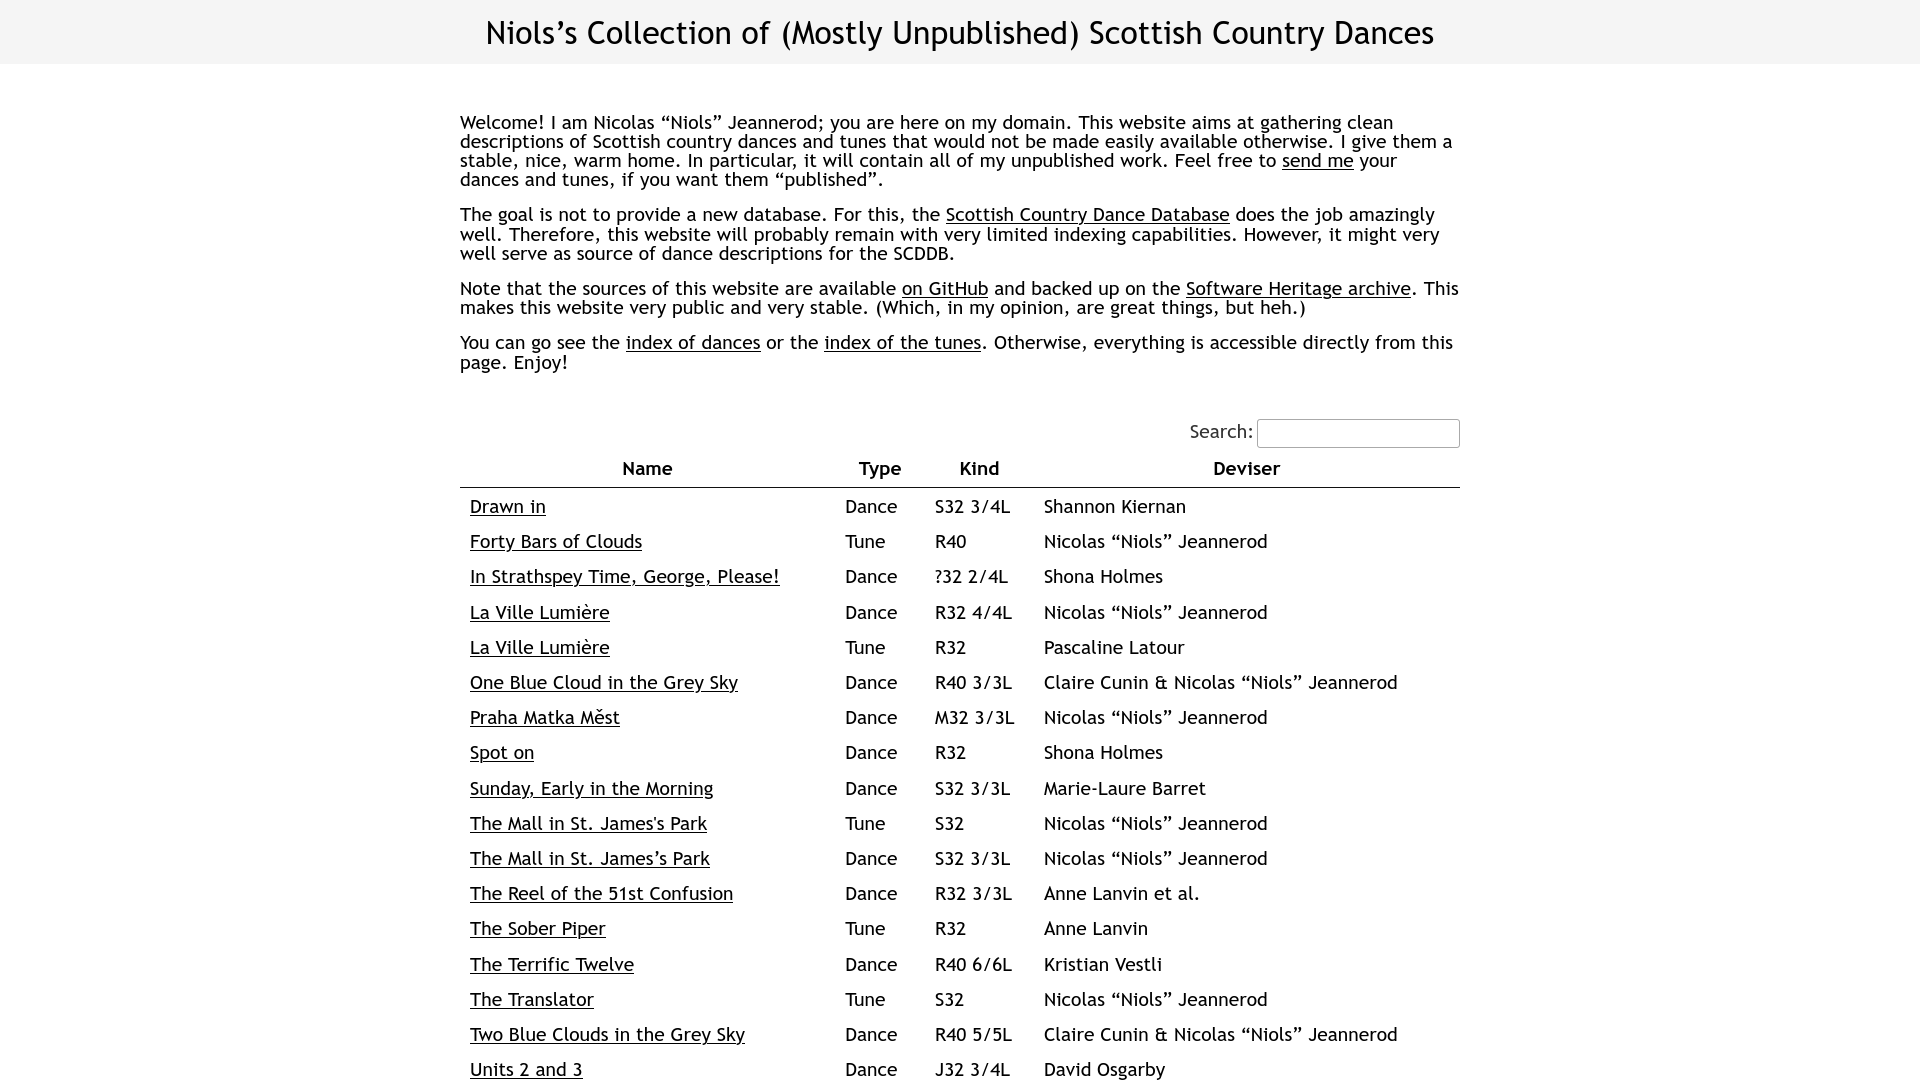 Niols’s Collection of (Mostly Unpublished) Scottish Country Dances
Welcome! I am Nicolas “Niols” Jeannerod; you are here on my domain. This website aims at gathering clean
descriptions of Scottish country dances and tunes that would not be made easily available otherwise. I give them a
stable, nice, warm home. In particular, it will contain all of my unpublished work. Feel free to send me your
dances and tunes, if you want them “published”.
The goal is not to provide a new database. For this, the Scottish Country Dance Database does the job amazingly
well. Therefore, this website will probably remain with very limited indexing capabilities. However, it might very
well serve as source of dance descriptions for the SCDDB.
Note that the sources of this website are available on GitHub and backed up on the Software Heritage archive. This
makes this website very public and very stable. (Which, in my opinion, are great things, but heh.)
You can go see the index of dances or the index of the tunes. Otherwise, everything is accessible directly from this
page. Enjoy!
Search:
Name Type Kind Deviser
Drawn in Dance S32 3/4L Shannon Kiernan
Forty Bars of Clouds Tune R40 Nicolas “Niols” Jeannerod
In Strathspey Time, George, Please! Dance ?32 2/4L Shona Holmes
La Ville Lumière Dance R32 4/4L Nicolas “Niols” Jeannerod
La Ville Lumière Tune R32 Pascaline Latour
One Blue Cloud in the Grey Sky Dance R40 3/3L Claire Cunin & Nicolas “Niols” Jeannerod
Praha Matka Měst Dance M32 3/3L Nicolas “Niols” Jeannerod
Spot on Dance R32 Shona Holmes
Sunday, Early in the Morning Dance S32 3/3L Marie-Laure Barret
The Mall in St. James's Park Tune S32 Nicolas “Niols” Jeannerod
The Mall in St. James’s Park Dance S32 3/3L Nicolas “Niols” Jeannerod
The Reel of the 51st Confusion Dance R32 3/3L Anne Lanvin et al.
The Sober Piper Tune R32 Anne Lanvin
The Terrific Twelve Dance R40 6/6L Kristian Vestli
The Translator Tune S32 Nicolas “Niols” Jeannerod
Two Blue Clouds in the Grey Sky Dance R40 5/5L Claire Cunin & Nicolas “Niols” Jeannerod
Units 2 and 3 Dance J32 3/4L David Osgarby